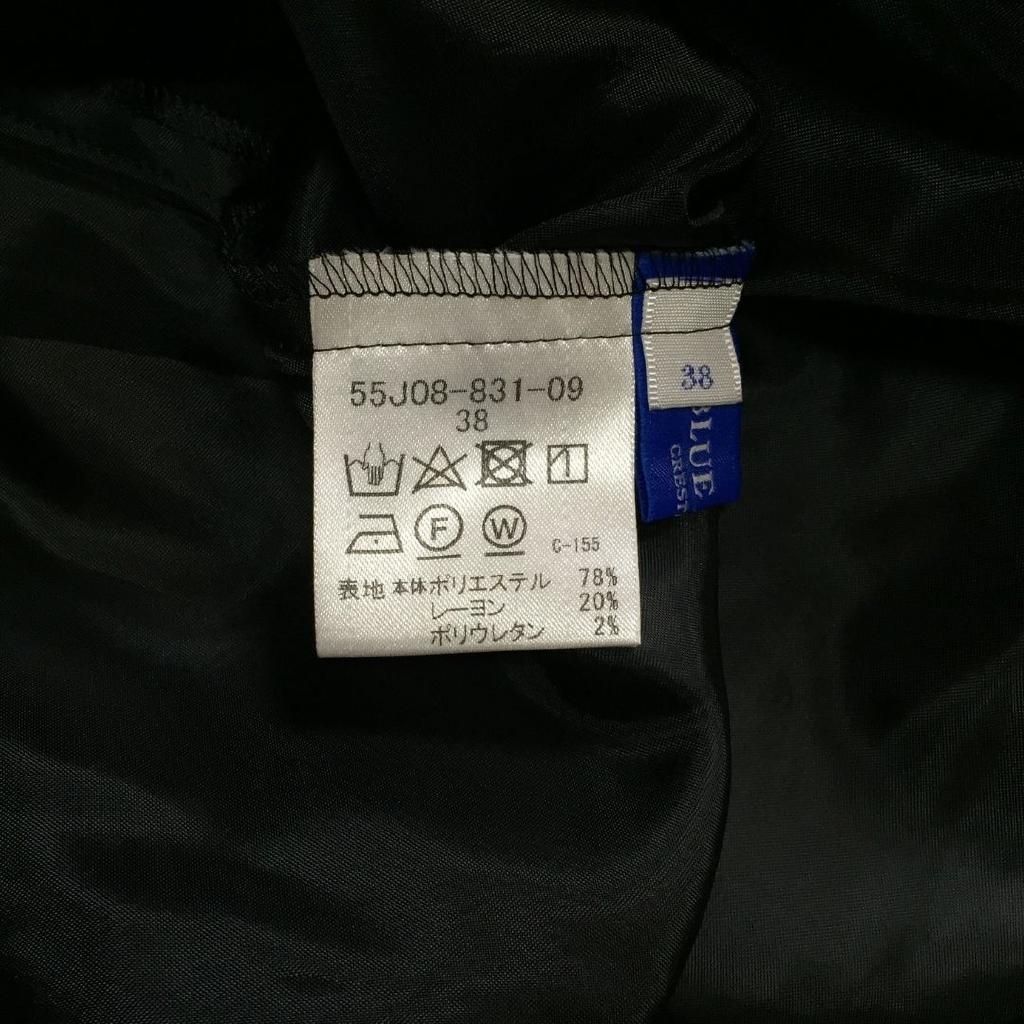 55J08-831-09
38
F W C-155
表地 本体ポリエステル 78%
レーヨン 20%
ポリウレタン 2%
38
BLUE
CREST